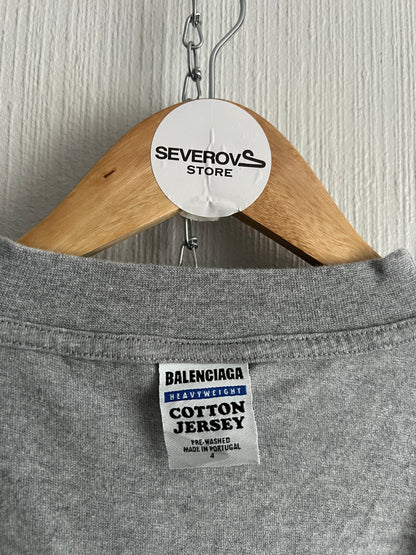 SEVEROVS
STORE
BALENCIAGA
HEAVYWEIGHT
COTTON
JERSEY
PRE-WASHED
MADE IN PORTUGAL
4